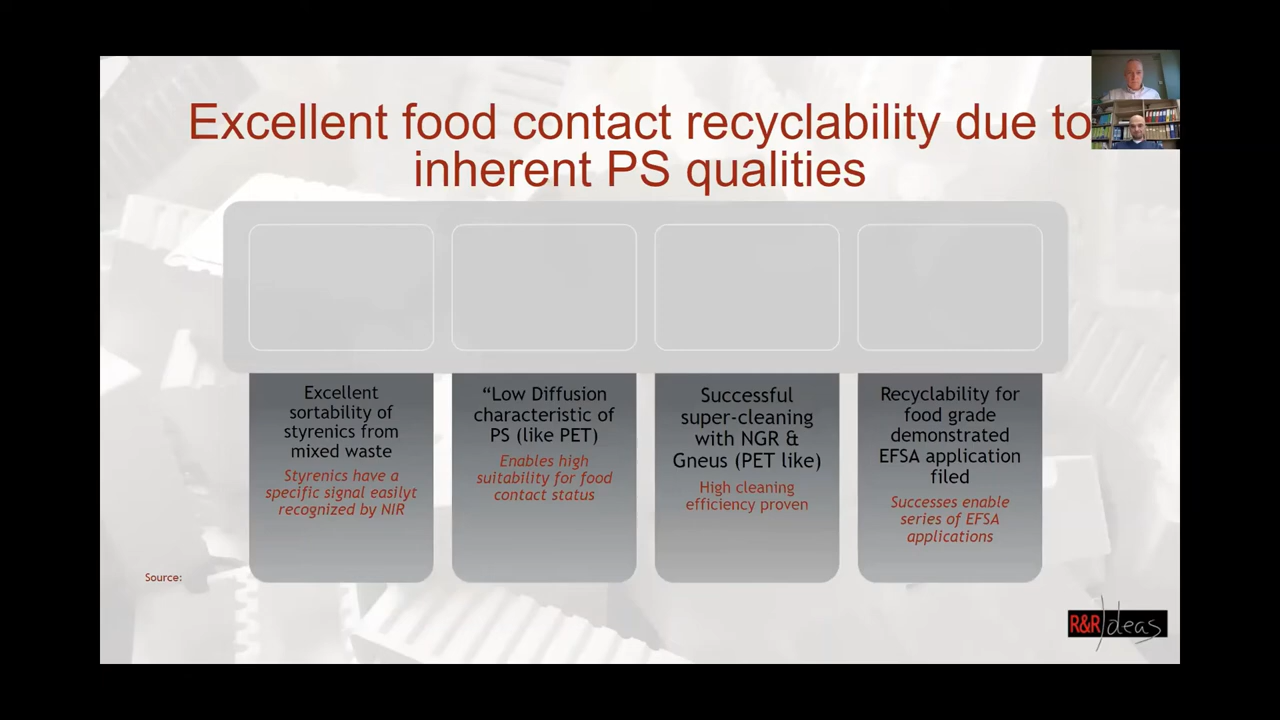 Excellent food contact recyclability due to
inherent PS qualities
Excellent
sortability of
styrenics from
mixed waste
Styrenics have a
specific signal easilyt
recognized by NIR
“Low Diffusion
characteristic of
PS (like PET)
Enables high
suitability for food
contact status
Successful
super-cleaning
with NGR &
Gneus (PET like)
High cleaning
efficiency proven
Recyclability for
food grade
demonstrated
EFSA application
filed
Successes enable
series of EFSA
applications
Source:
R&R Ideas